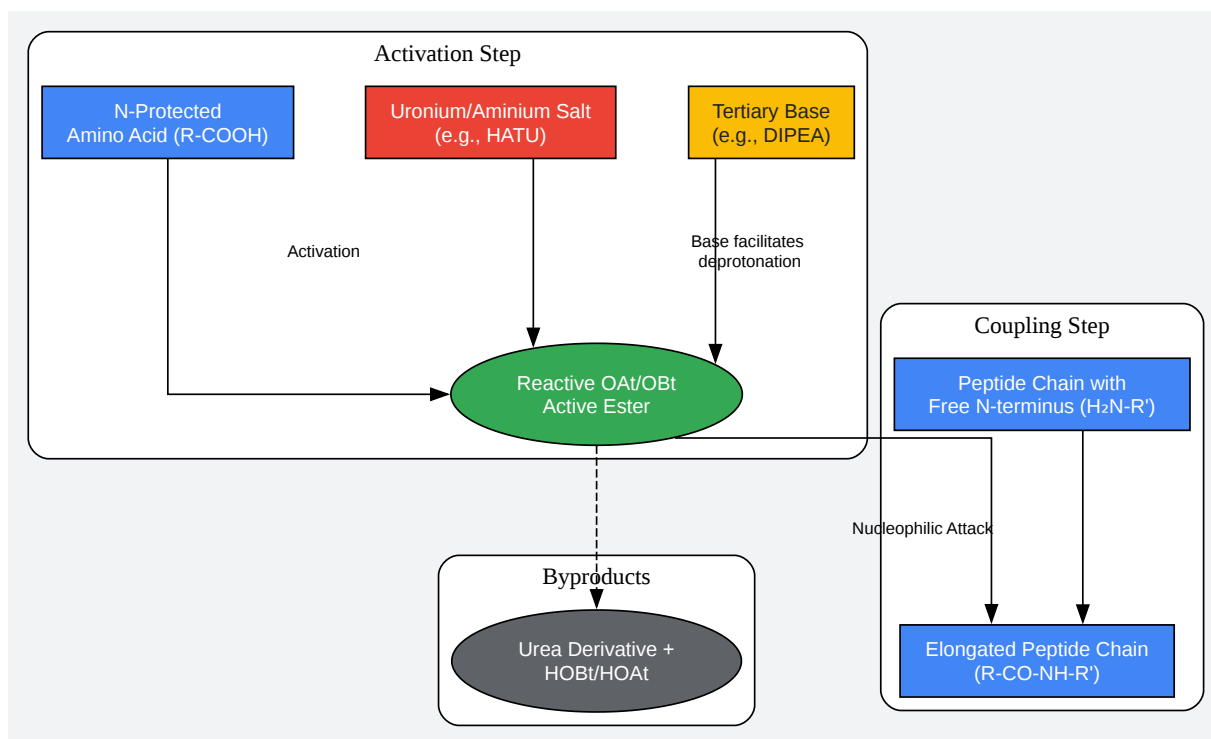 Activation Step
N-Protected
Amino Acid (R-COOH)
Uronium/Aminium Salt
(e.g., HATU)
Tertiary Base
(e.g., DIPEA)
Activation
Base facilitates
deprotonation
Reactive OAt/OBt
Active Ester
Coupling Step
Peptide Chain with
Free N-terminus (H₂N-R')
Nucleophilic Attack
Byproducts
Urea Derivative +
HOBt/HOAt
Elongated Peptide Chain
(R-CO-NH-R')